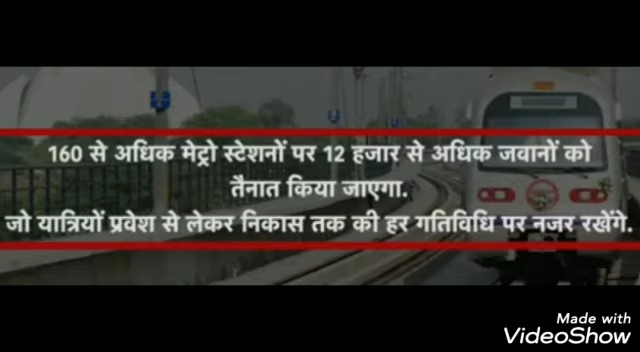 160 से अधिक मेट्रो स्टेशनों पर 12 हजार से अधिक जवानों को
तैनात किया जाएगा.
जो यात्रियों प्रवेश से लेकर निकास तक की हर गतिविधि पर नजर रखेंगे.
Made with
VideoShow